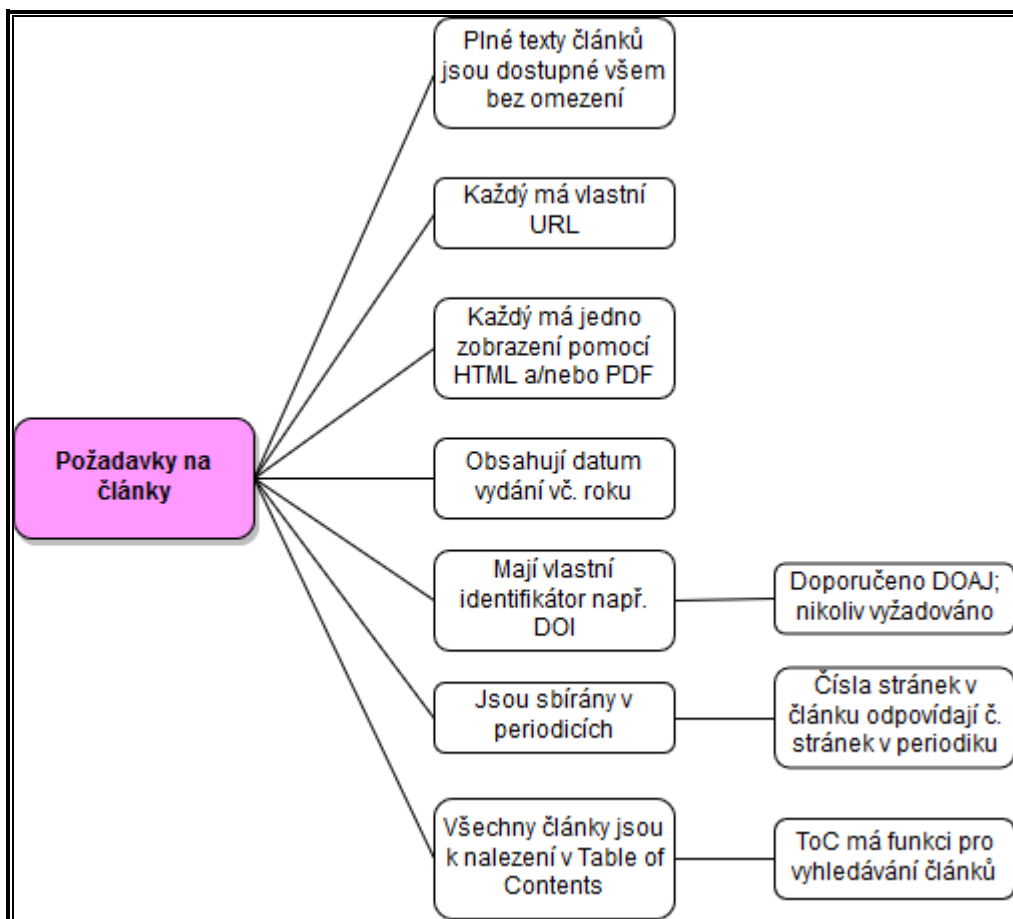 Plné texty článků
jsou dostupné všem
bez omezení
Každý má vlastní
URL
Každý má jedno
zobrazení pomocí
HTML a/nebo PDF
Požadavky na
články
Obsahují datum
vydání vč. roku
Mají vlastní
identifikátor např.
DOI
Doporučeno DOAJ;
nikoliv vyžadováno
Jsou sbírány v
periodicích
Čísla stránek v
článku odpovídají č.
stránek v periodiku
Všechny články jsou
k nalezení v Table of
Contents
ToC má funkci pro
vyhledávání článků